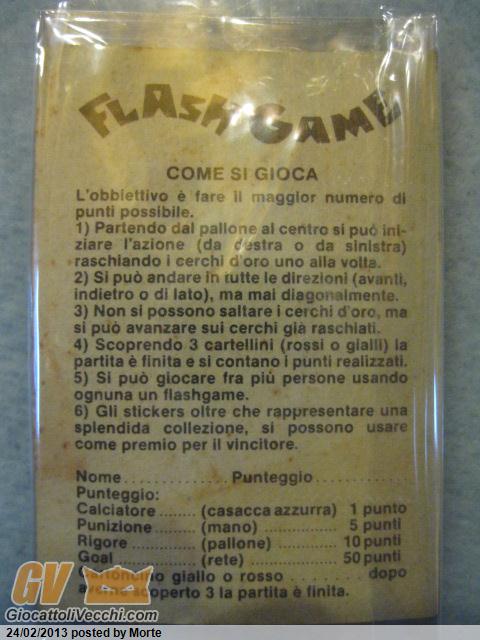 FLASH GAME
COME SI GIOCA
L'obbiettivo è fare il maggior numero di
punti possibile.
1) Partendo dal pallone al centro si può ini-
ziare l'azione (da destra o da sinistra)
raschiando i cerchi d'oro uno alla volta.
2) Si può andare in tutte le direzioni (avanti,
indietro o di lato), ma mai diagonalmente.
3) Non si possono saltare i cerchi d'oro, ma
si può avanzare sui cerchi già raschiati.
4) Scoprendo 3 cartellini (rossi o gialli) la
partita è finita e si contano i punti realizzati.
5) Si può giocare fra più persone usando
ognuna un flashgame.
6) Gli stickers oltre che rappresentare una
splendida collezione, si possono usare
come premio per il vincitore.
Nome.............. Punteggio............
Punteggio:
Calciatore ...... (casacca azzurra) 1 punto
Punizione ....... (mano) ............ 5 punti
Rigore ........... (pallone) .......... 10 punti
Goal .............. (rete) .............. 50 punti
Cartoncino giallo o rosso ........ dopo
averne scoperto 3 la partita è finita.
GV
GiocattoliVecchi.com
24/02/2013 posted by Morte